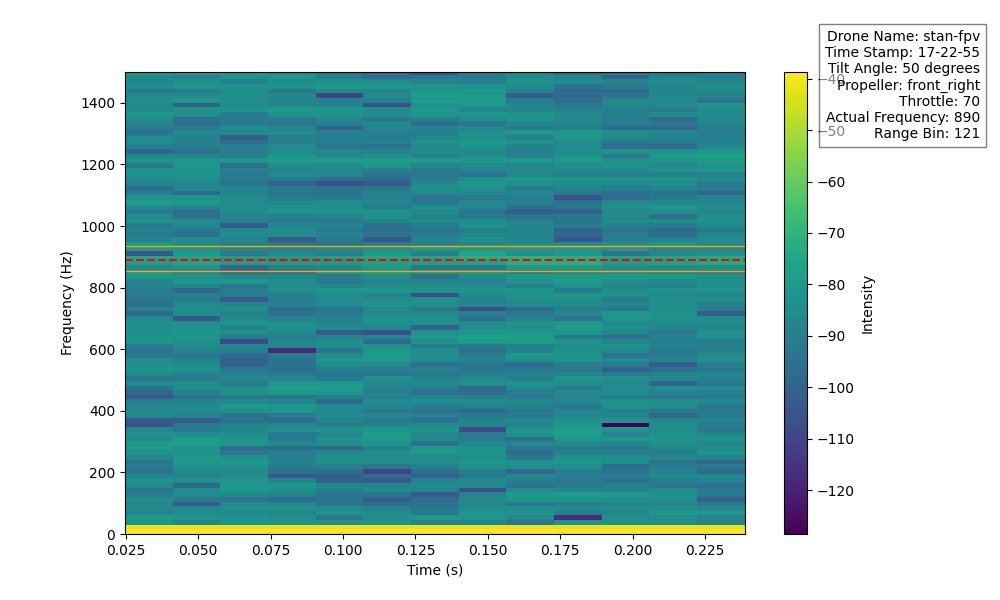 Drone Name: stan-fpv
Time Stamp: 17-22-55
Tilt Angle: 50 degrees
Propeller: front_right
Throttle: 70
Actual Frequency: 890
Range Bin: 121
1400
1200
1000
800
600
400
200
0
Frequency (Hz)
0.025 0.050 0.075 0.100 0.125 0.150 0.175 0.200 0.225
Time (s)
−40
−50
−60
−70
−80
−90
−100
−110
−120
Intensity